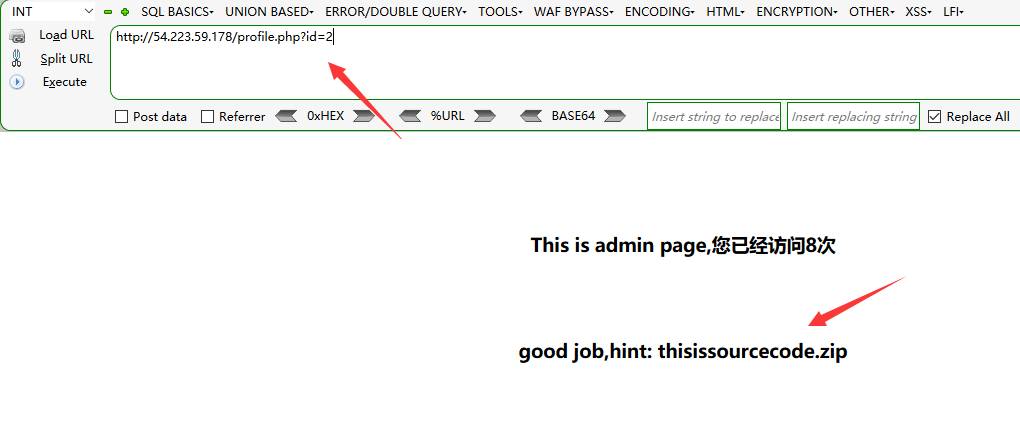 INT SQL BASICS UNION BASED ERROR/DOUBLE QUERY TOOLS WAF BYPASS ENCODING HTML ENCRYPTION OTHER XSS LFI
Load URL http://54.223.59.178/profile.php?id=2
Split URL
Execute
Post data Referrer 0xHEX %URL BASE64 Insert string to replace Insert replacing string Replace All
This is admin page,您已经访问8次
good job,hint: thisissourcecode.zip